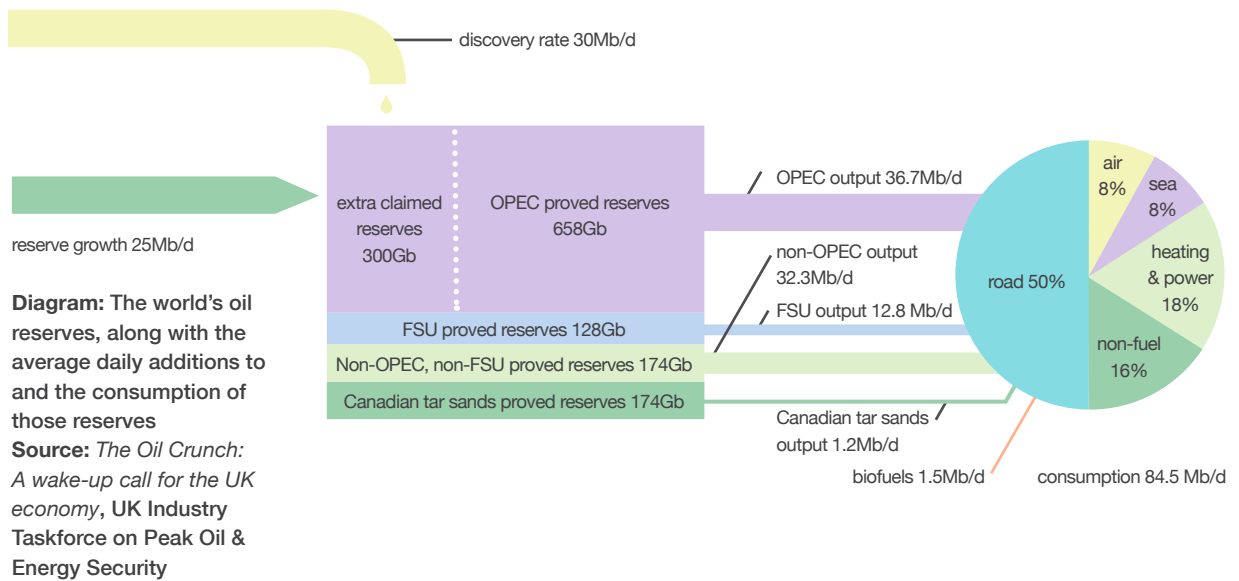 discovery rate 30Mb/d
reserve growth 25Mb/d
extra claimed
reserves
300Gb
OPEC proved reserves
658Gb
FSU proved reserves 128Gb
Non-OPEC, non-FSU proved reserves 174Gb
Canadian tar sands proved reserves 174Gb
OPEC output 36.7Mb/d
non-OPEC output
32.3Mb/d
FSU output 12.8 Mb/d
Canadian tar sands
output 1.2Mb/d
biofuels 1.5Mb/d
consumption 84.5 Mb/d
road 50%
air
8%
sea
8%
heating
& power
18%
non-fuel
16%
Diagram: The world’s oil
reserves, along with the
average daily additions to
and the consumption of
those reserves
Source: The Oil Crunch:
A wake-up call for the UK
economy, UK Industry
Taskforce on Peak Oil &
Energy Security